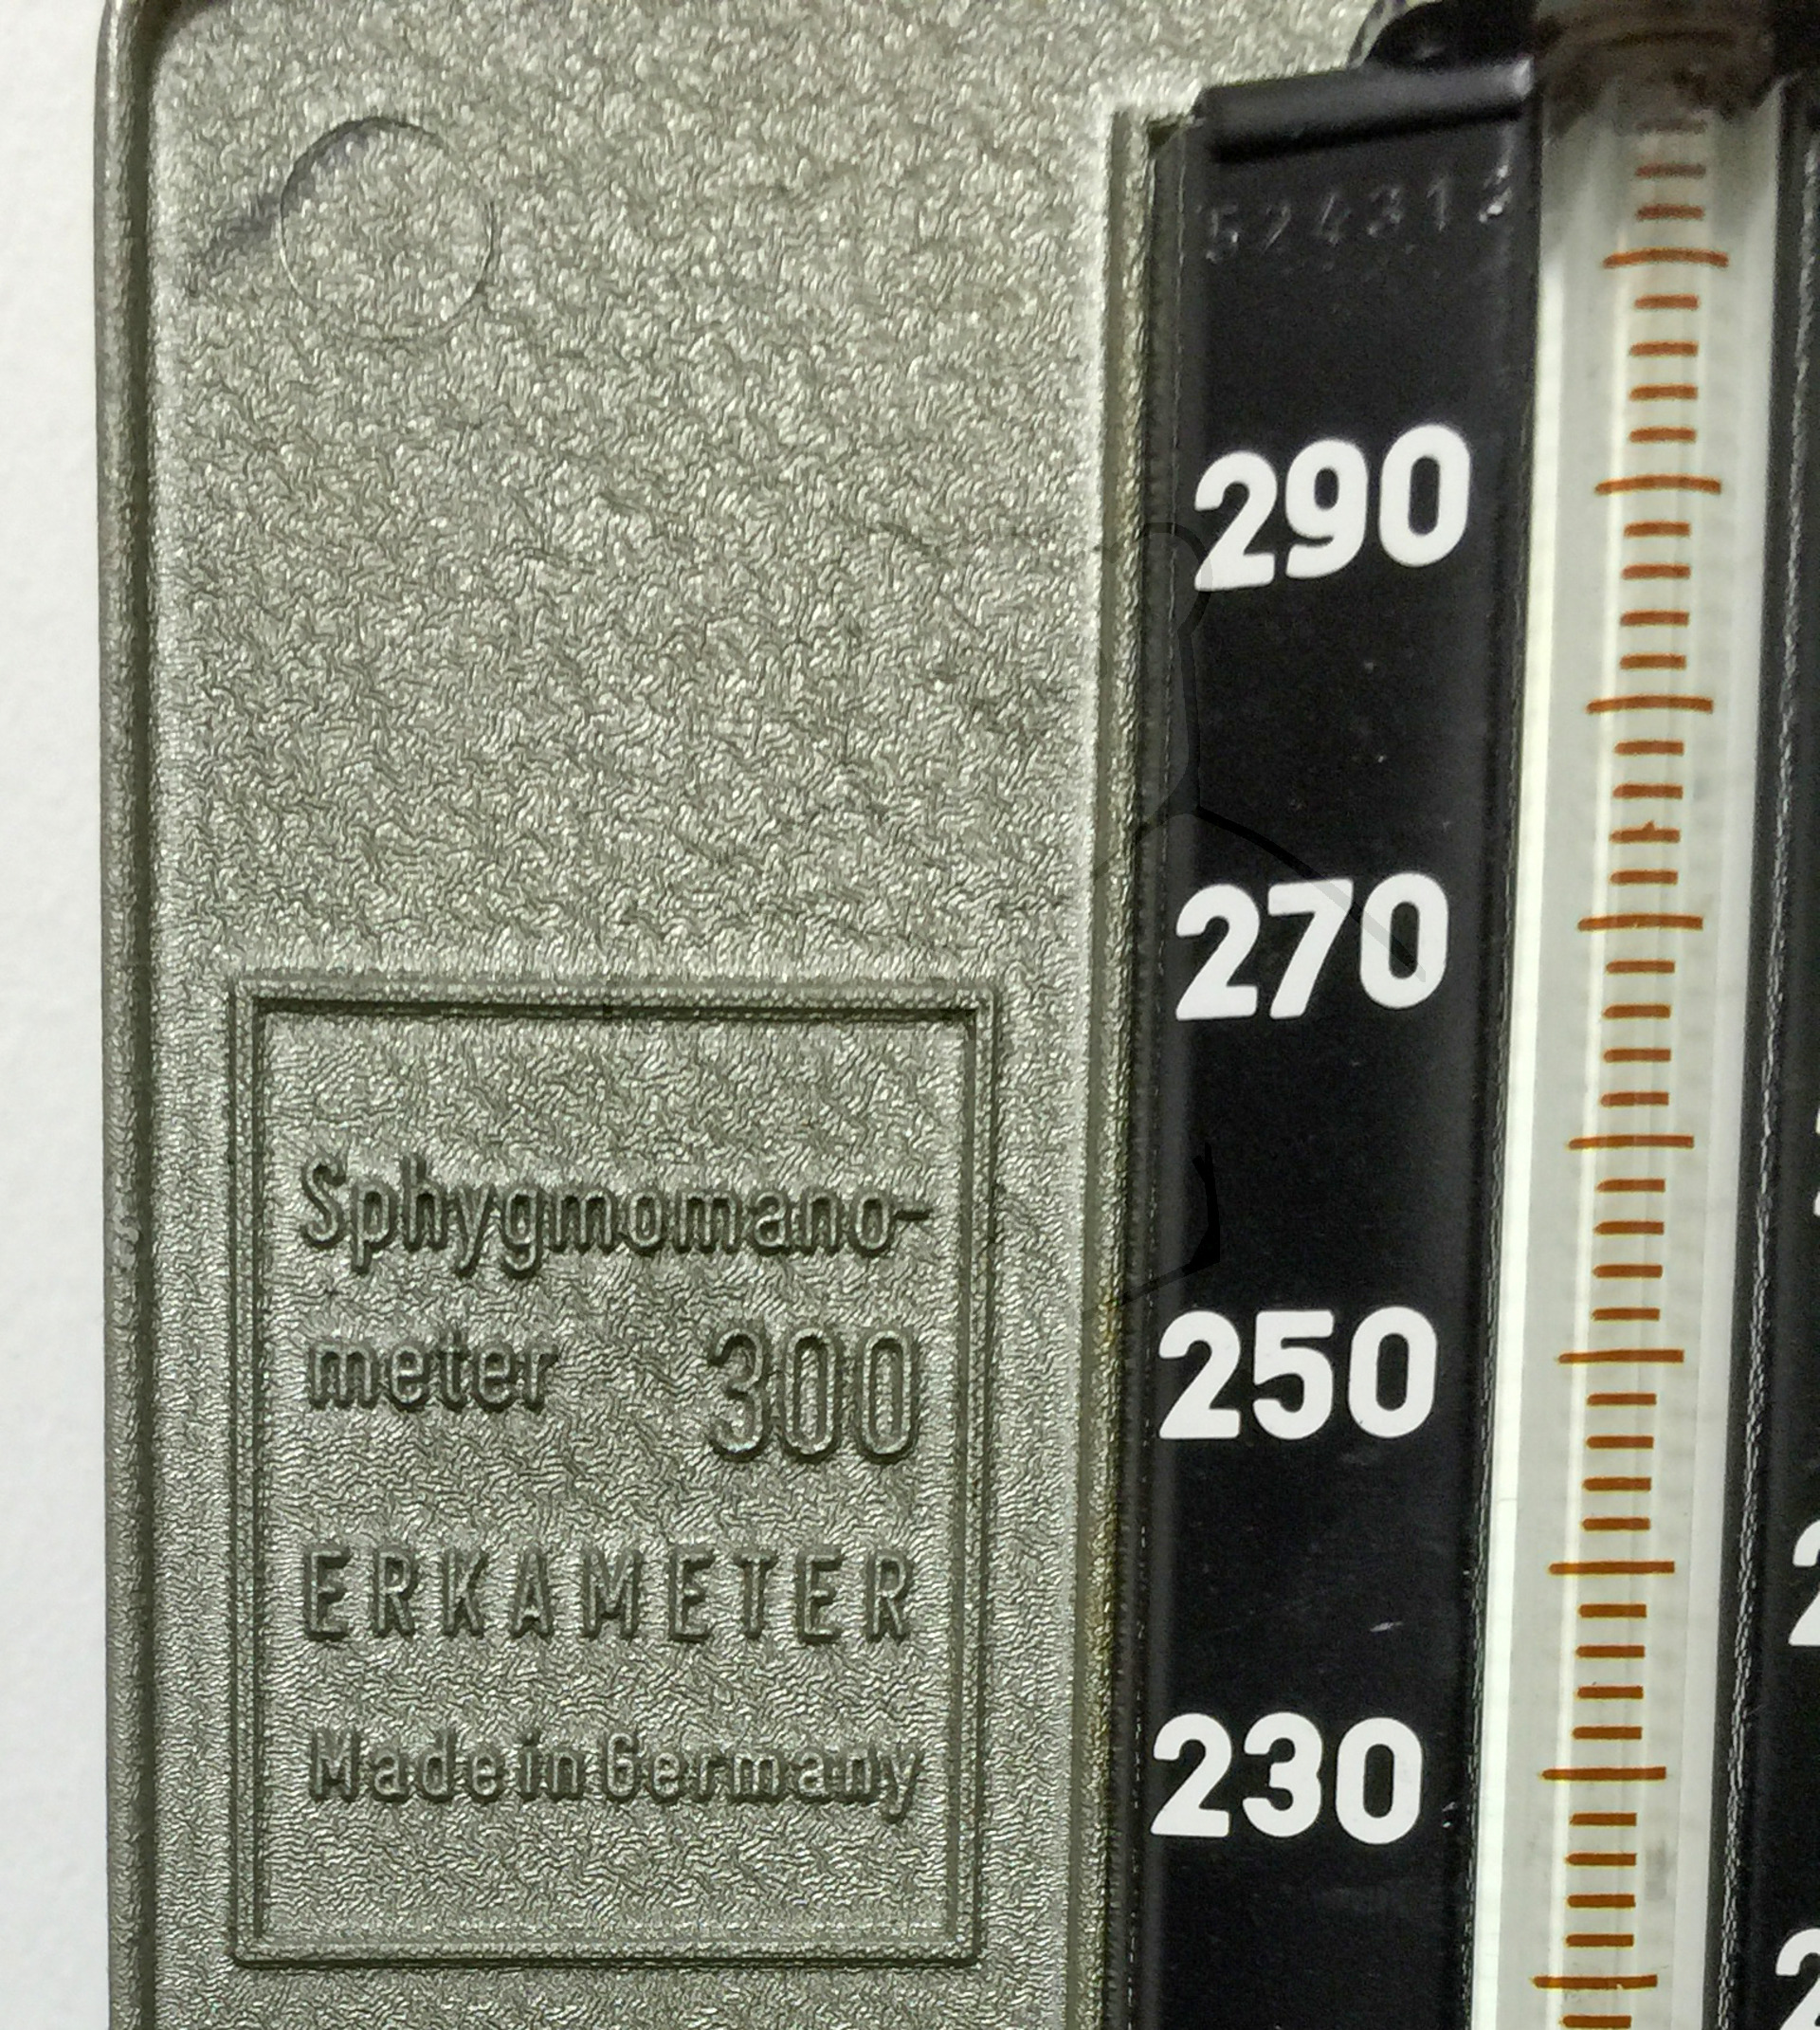 290
270
250
230
Sphygmomano-
meter 300
ERKAMETER
Made in Germany